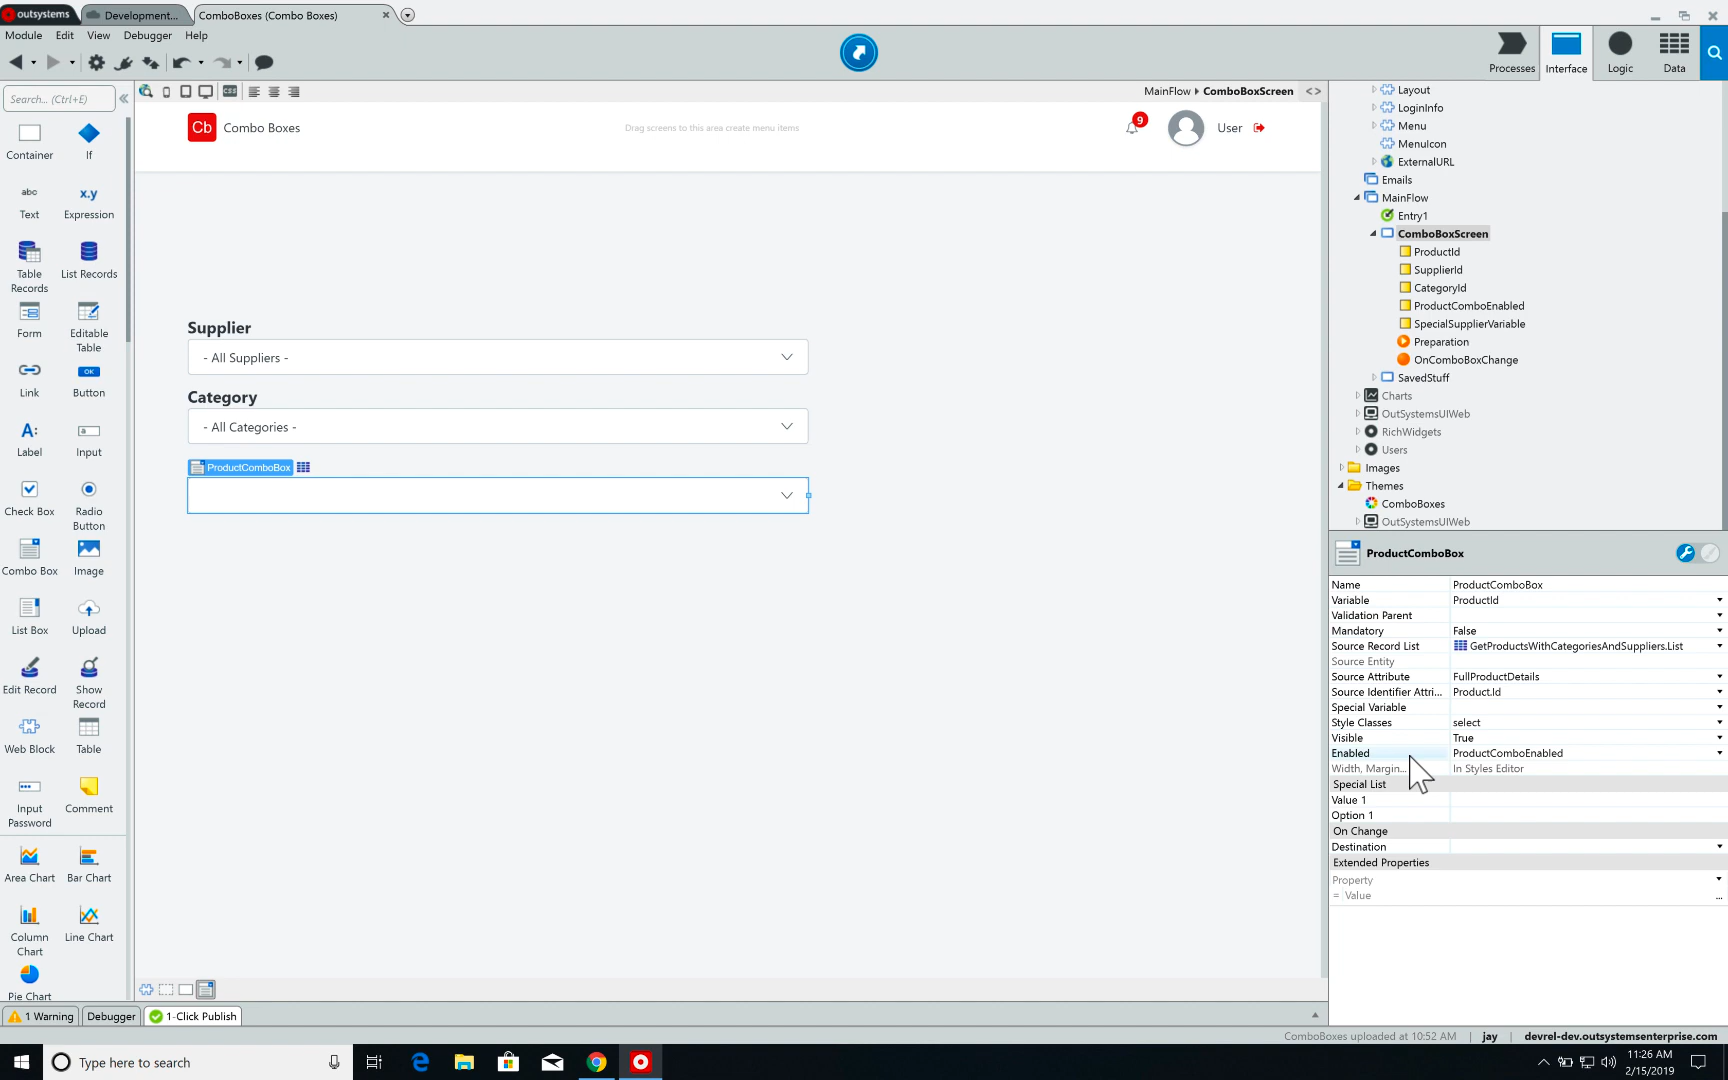 outsystems
Development...
ComboBoxes (Combo Boxes)
Module Edit View Debugger Help
Processes Interface Logic Data
Search... (Ctrl+E)
CSS
MainFlow ComboBoxScreen <>
Cb Combo Boxes
Drag screens to this area create menu items
9
User
Container If
abc Text
x.y Expression
Table Records
List Records
Form
Editable Table
Link
OK Button
A: Label
a Input
Check Box
Radio Button
Combo Box
Image
List Box
Upload
Edit Record
Show Record
Web Block
Table
Input Password
Comment
Area Chart
Bar Chart
Column Chart
Line Chart
Pie Chart
Supplier
- All Suppliers -
Category
- All Categories -
ProductComboBox
Layout
LoginInfo
Menu
MenuIcon
ExternalURL
Emails
MainFlow
Entry1
ComboBoxScreen
ProductId
SupplierId
CategoryId
ProductComboEnabled
SpecialSupplierVariable
Preparation
OnComboBoxChange
SavedStuff
Charts
OutSystemsUIWeb
RichWidgets
Users
Images
Themes
ComboBoxes
OutSystemsUIWeb
ProductComboBox
Name ProductComboBox
Variable ProductId
Validation Parent
Mandatory False
Source Record List GetProductsWithCategoriesAndSuppliers.List
Source Entity
Source Attribute FullProductDetails
Source Identifier Attri... Product.Id
Special Variable
Style Classes select
Visible True
Enabled ProductComboEnabled
Width, Margin... In Styles Editor
Special List
Value 1
Option 1
On Change
Destination
Extended Properties
Property
= Value ...
1 Warning Debugger 1-Click Publish
ComboBoxes uploaded at 10:52 AM | jay | devrel-dev.outsystemsenterprise.com
Type here to search
11:26 AM
2/15/2019